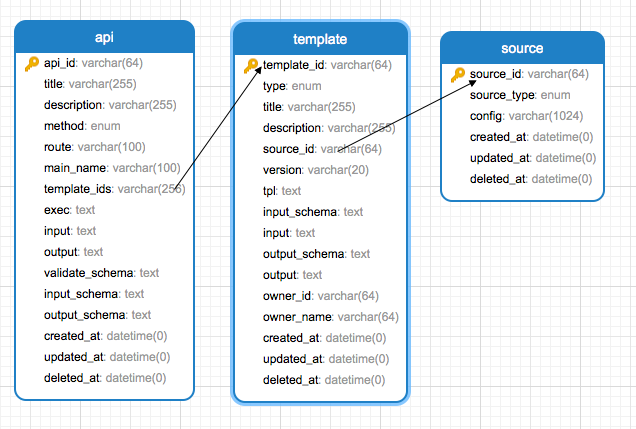 api
api_id: varchar(64)
title: varchar(255)
description: varchar(255)
method: enum
route: varchar(100)
main_name: varchar(100)
template_ids: varchar(256)
exec: text
input: text
output: text
validate_schema: text
input_schema: text
output_schema: text
created_at: datetime(0)
updated_at: datetime(0)
deleted_at: datetime(0)
template
template_id: varchar(64)
type: enum
title: varchar(255)
description: varchar(255)
source_id: varchar(64)
version: varchar(20)
tpl: text
input_schema: text
input: text
output_schema: text
output: text
owner_id: varchar(64)
owner_name: varchar(64)
created_at: datetime(0)
updated_at: datetime(0)
deleted_at: datetime(0)
source
source_id: varchar(64)
source_type: enum
config: varchar(1024)
created_at: datetime(0)
updated_at: datetime(0)
deleted_at: datetime(0)